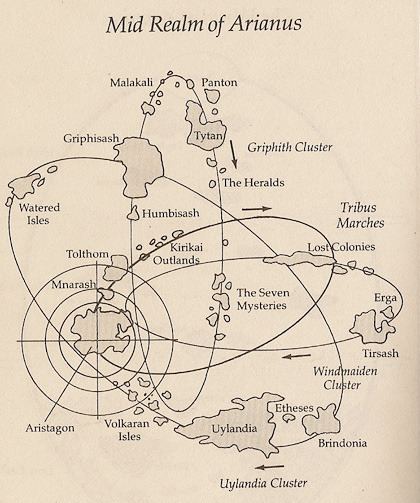 Mid Realm of Arianus
Malakali
Panton
Griphisash
Tytan
Griphith Cluster
The Heralds
Watered
Isles
Humbisash
Tribus
Marches
Kirikai
Outlands
Lost Colonies
Tolthom
Mnarash
The Seven
Mysteries
Erga
Tirsash
Windmaiden
Cluster
Etheses
Volkaran
Isles
Uylandia
Brindonia
Aristagon
Uylandia Cluster